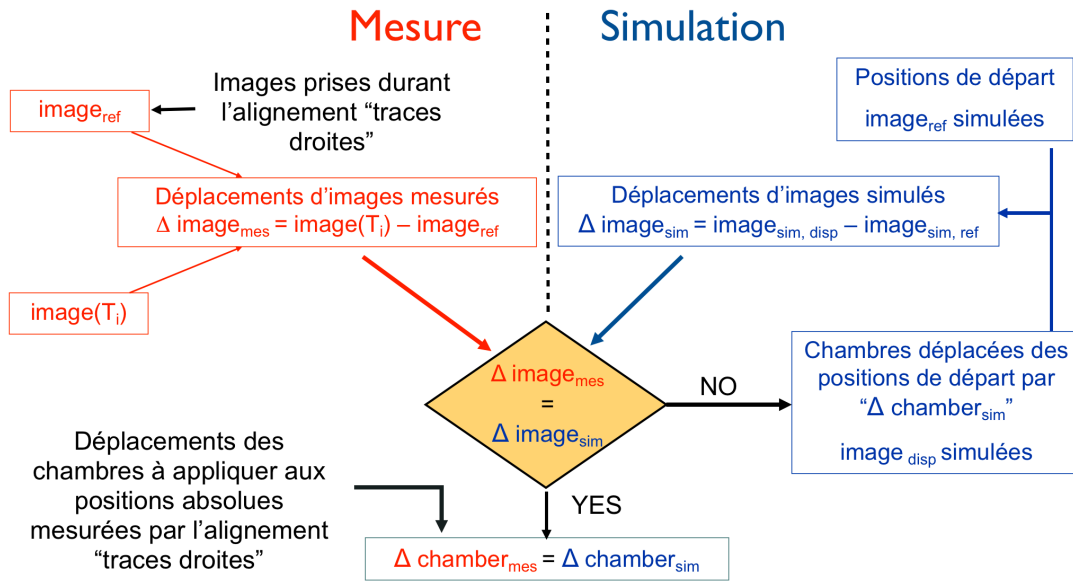 Mesure
Simulation
Images prises durant
l’alignement “traces
droites”
image_ref
Déplacements d’images mesurés
Δ image_mes = image(T_i) – image_ref
image(T_i)
Positions de départ
image_ref simulées
Déplacements d’images simulés
Δ image_sim = image_sim, disp – image_sim, ref
Δ image_mes
=
Δ image_sim
NO
Chambres déplacées des
positions de départ par
“Δ chamber_sim”
image_disp simulées
YES
Déplacements des
chambres à appliquer aux
positions absolues
mesurées par l’alignement
“traces droites”
Δ chamber_mes = Δ chamber_sim